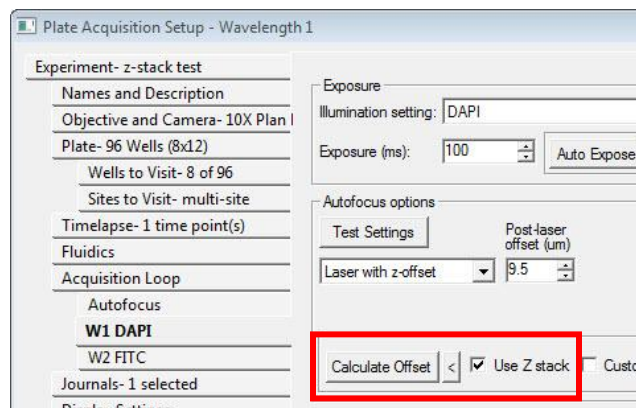 Plate Acquisition Setup - Wavelength 1
Experiment- z-stack test
Names and Description
Objective and Camera- 10X Plan
Plate- 96 Wells (8x12)
Wells to Visit- 8 of 96
Sites to Visit- multi-site
Timelapse- 1 time point(s)
Fluidics
Acquisition Loop
Autofocus
W1 DAPI
W2 FITC
Journals- 1 selected
Exposure
Illumination setting: DAPI
Exposure (ms): 100 Auto Expose
Autofocus options
Test Settings
Post-laser
offset (um)
Laser with z-offset 9.5
Calculate Offset < Use Z stack Custo